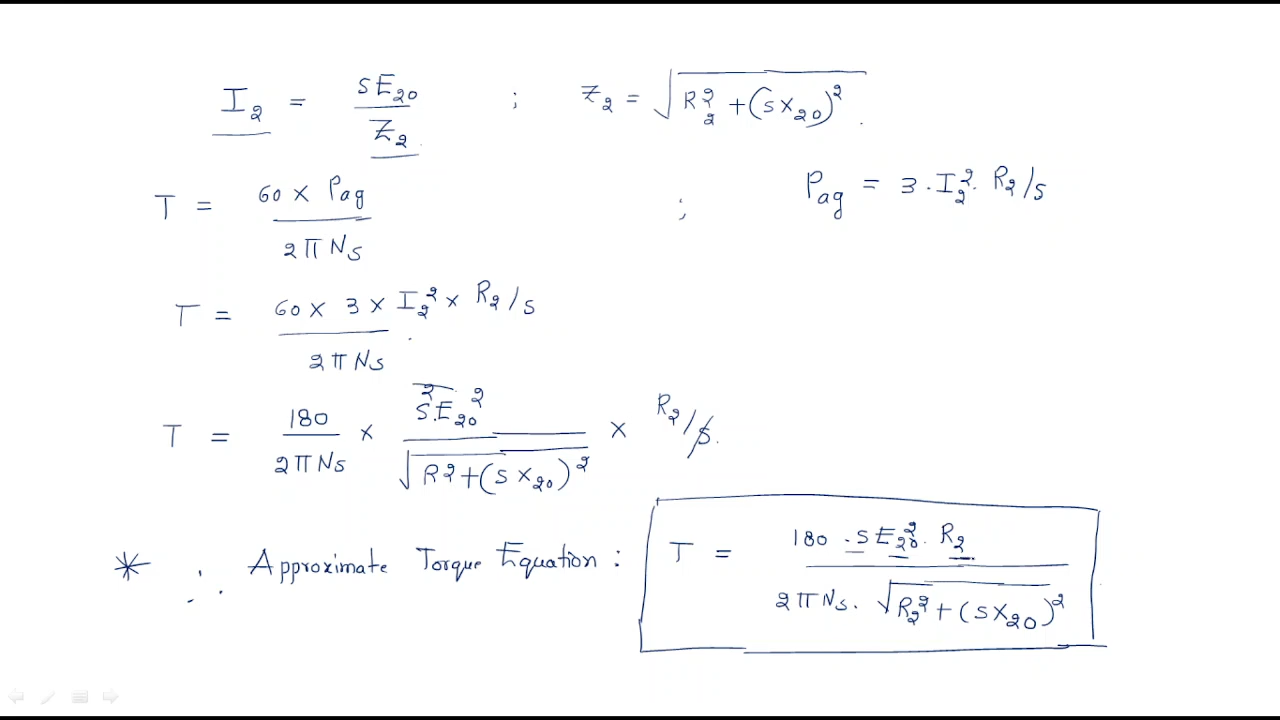 I₂ = SE₂₀ / Z₂ ; Z₂ = √(R₂² + (SX₂₀)²)
T = 60 × Pag / 2πNs ; Pag = 3 . I₂² . R₂/s
T = 60 × 3 × I₂² × R₂/s / 2πNs
T = 180 / 2πNs × S².E₂₀² / √(R² + (SX₂₀)²) × R₂/s.
* ∴ Approximate Torque Equation : T = 180 . SE₂₀² . R₂ / 2πNs . √(R₂² + (SX₂₀)²)